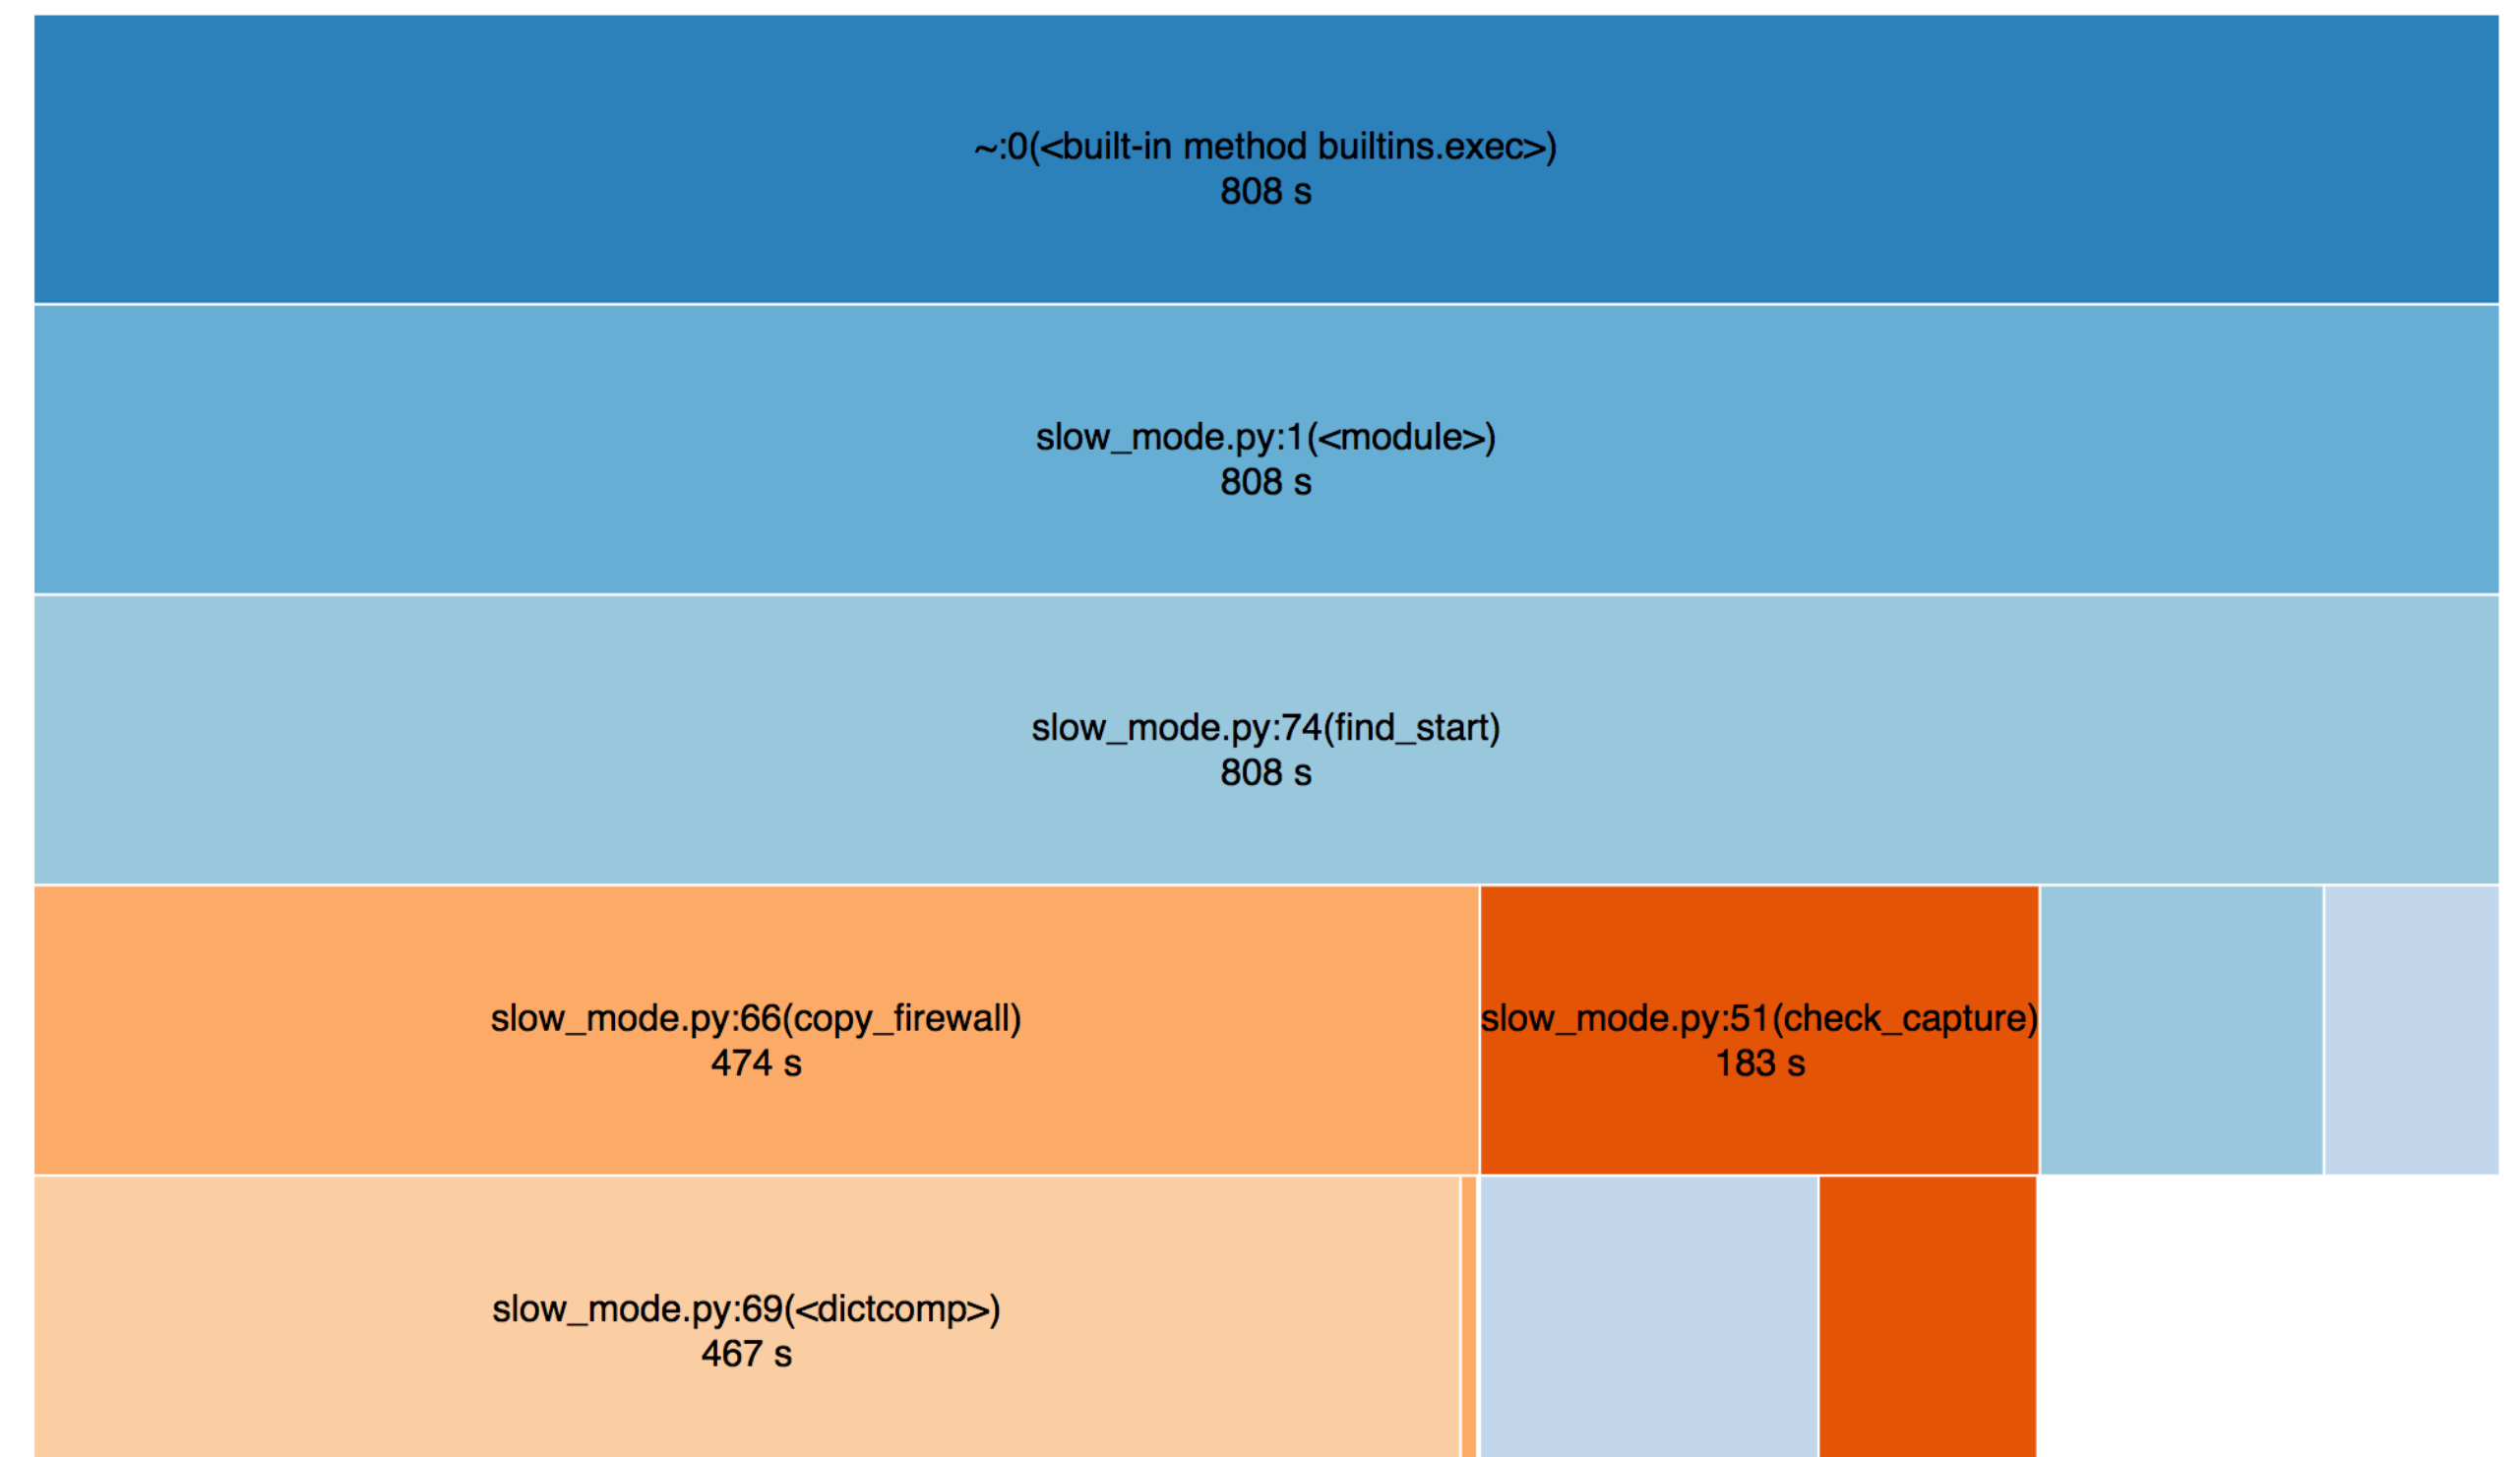 ~:0(<built-in method builtins.exec>)
808 s
slow_mode.py:1(<module>)
808 s
slow_mode.py:74(find_start)
808 s
slow_mode.py:66(copy_firewall)
474 s
slow_mode.py:51(check_capture)
183 s
slow_mode.py:69(<dictcomp>)
467 s